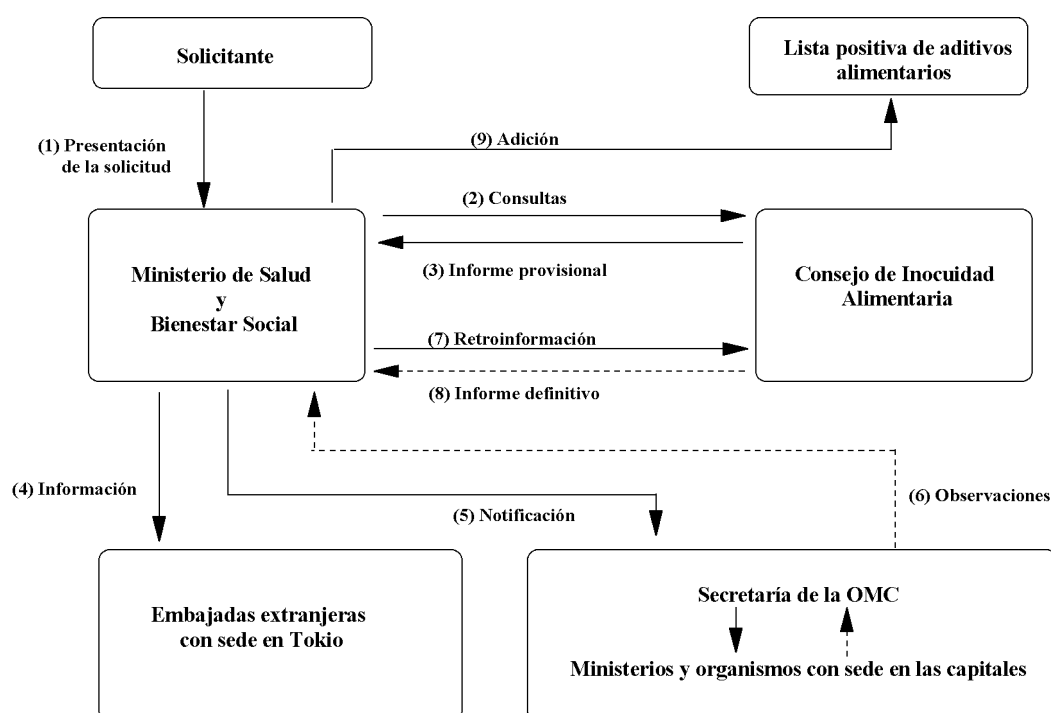 Solicitante
Lista positiva de aditivos
alimentarios
(1) Presentación
de la solicitud
(9) Adición
(2) Consultas
(3) Informe provisional
Ministerio de Salud
y
Bienestar Social
Consejo de Inocuidad
Alimentaria
(7) Retroinformación
(8) Informe definitivo
(4) Información
(5) Notificación
(6) Observaciones
Embajadas extranjeras
con sede en Tokio
Secretaría de la OMC
Ministerios y organismos con sede en las capitales